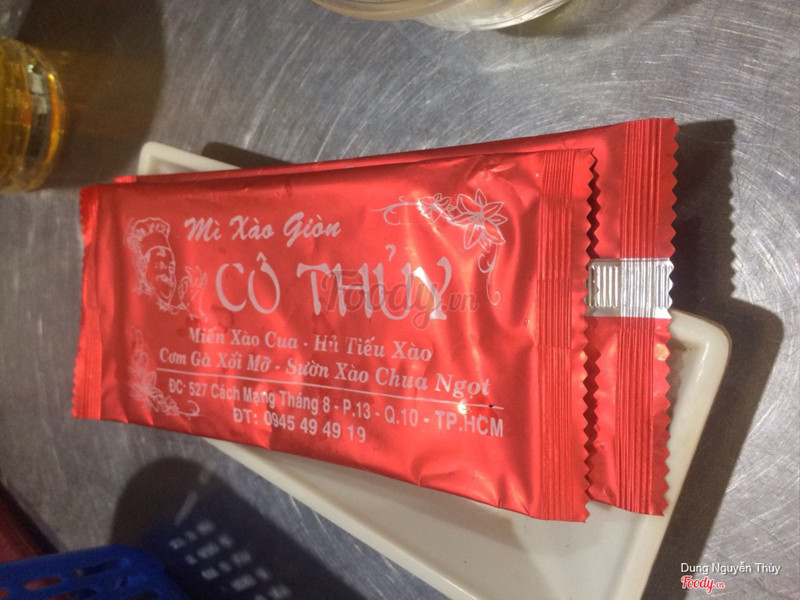 Mì Xào Giòn
CÔ THỦY
Miến Xào Cua - Hủ Tiếu Xào
Cơm Gà Xối Mỡ - Sườn Xào Chua Ngọt
ĐC: 527 Cách Mạng Tháng 8 - P.13 - Q.10 - TP.HCM
ĐT: 0945 49 49 19
Foody.vn
Dung Nguyễn Thùy
Foody.vn